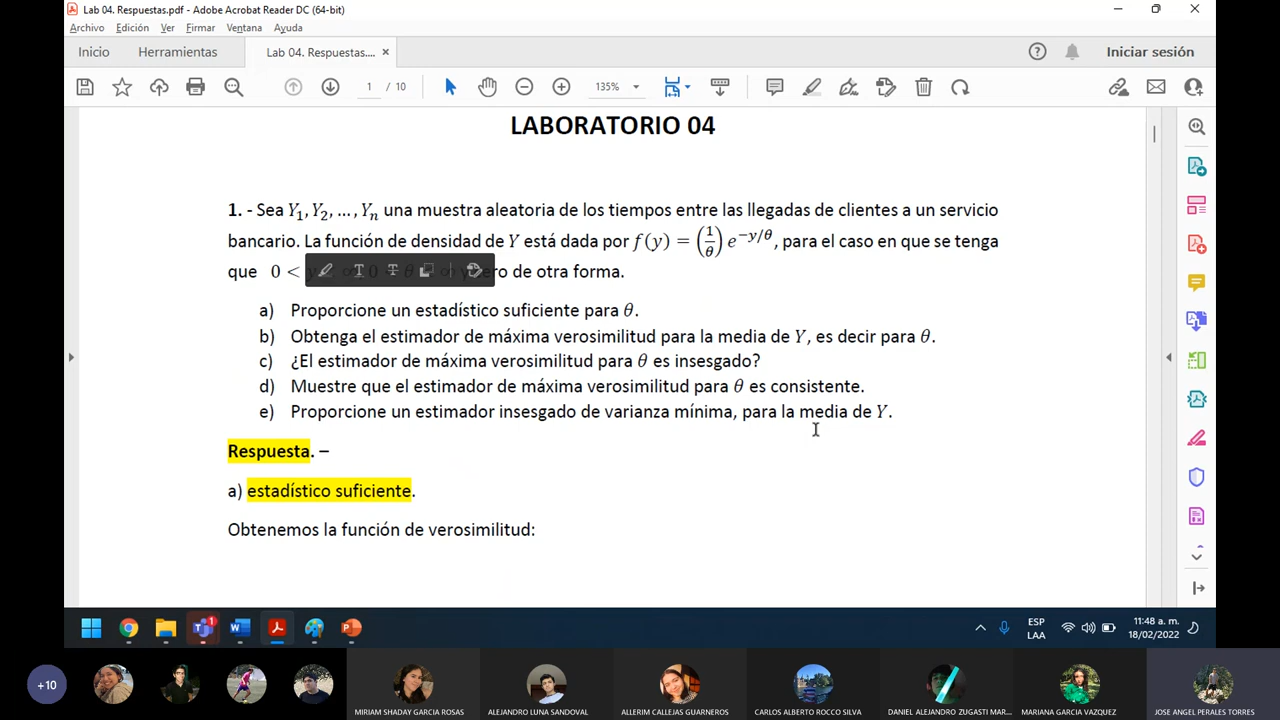 Lab 04. Respuestas.pdf - Adobe Acrobat Reader DC (64-bit)
Archivo Edición Ver Firmar Ventana Ayuda
Inicio Herramientas Lab 04. Respuestas.... × Iniciar sesión
1 / 10 135%
LABORATORIO 04
1. - Sea Y₁, Y₂, …, Yₙ una muestra aleatoria de los tiempos entre las llegadas de clientes a un servicio
bancario. La función de densidad de Y está dada por f(y) = (1/θ) e^{−y/θ}, para el caso en que se tenga
que 0 < de otra forma.
a) Proporcione un estadístico suficiente para θ.
b) Obtenga el estimador de máxima verosimilitud para la media de Y, es decir para θ.
c) ¿El estimador de máxima verosimilitud para θ es insesgado?
d) Muestre que el estimador de máxima verosimilitud para θ es consistente.
e) Proporcione un estimador insesgado de varianza mínima, para la media de Y.
Respuesta. –
a) estadístico suficiente.
Obtenemos la función de verosimilitud:
1
ESP
LAA
11:48 a. m.
18/02/2022
+10
MIRIAM SHADAY GARCIA ROSAS
ALEJANDRO LUNA SANDOVAL
ALLERIM CALLEJAS GUARNEROS
CARLOS ALBERTO ROCCO SILVA
DANIEL ALEJANDRO ZUGASTI MAR...
MARIANA GARCIA VAZQUEZ
JOSE ANGEL PERALES TORRES